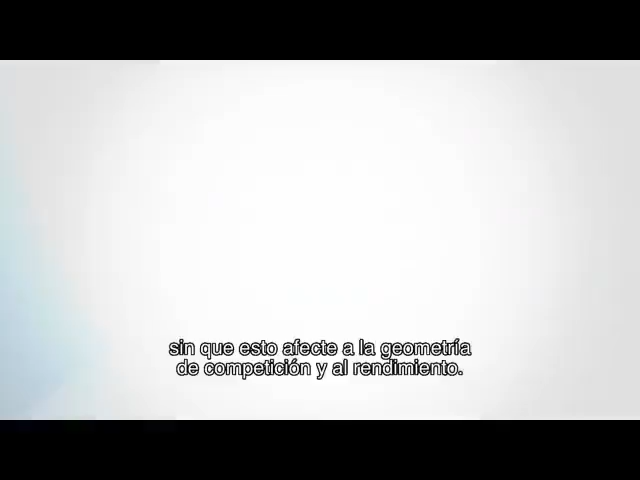 sin que esto afecte a la geometría
de competición y al rendimiento.